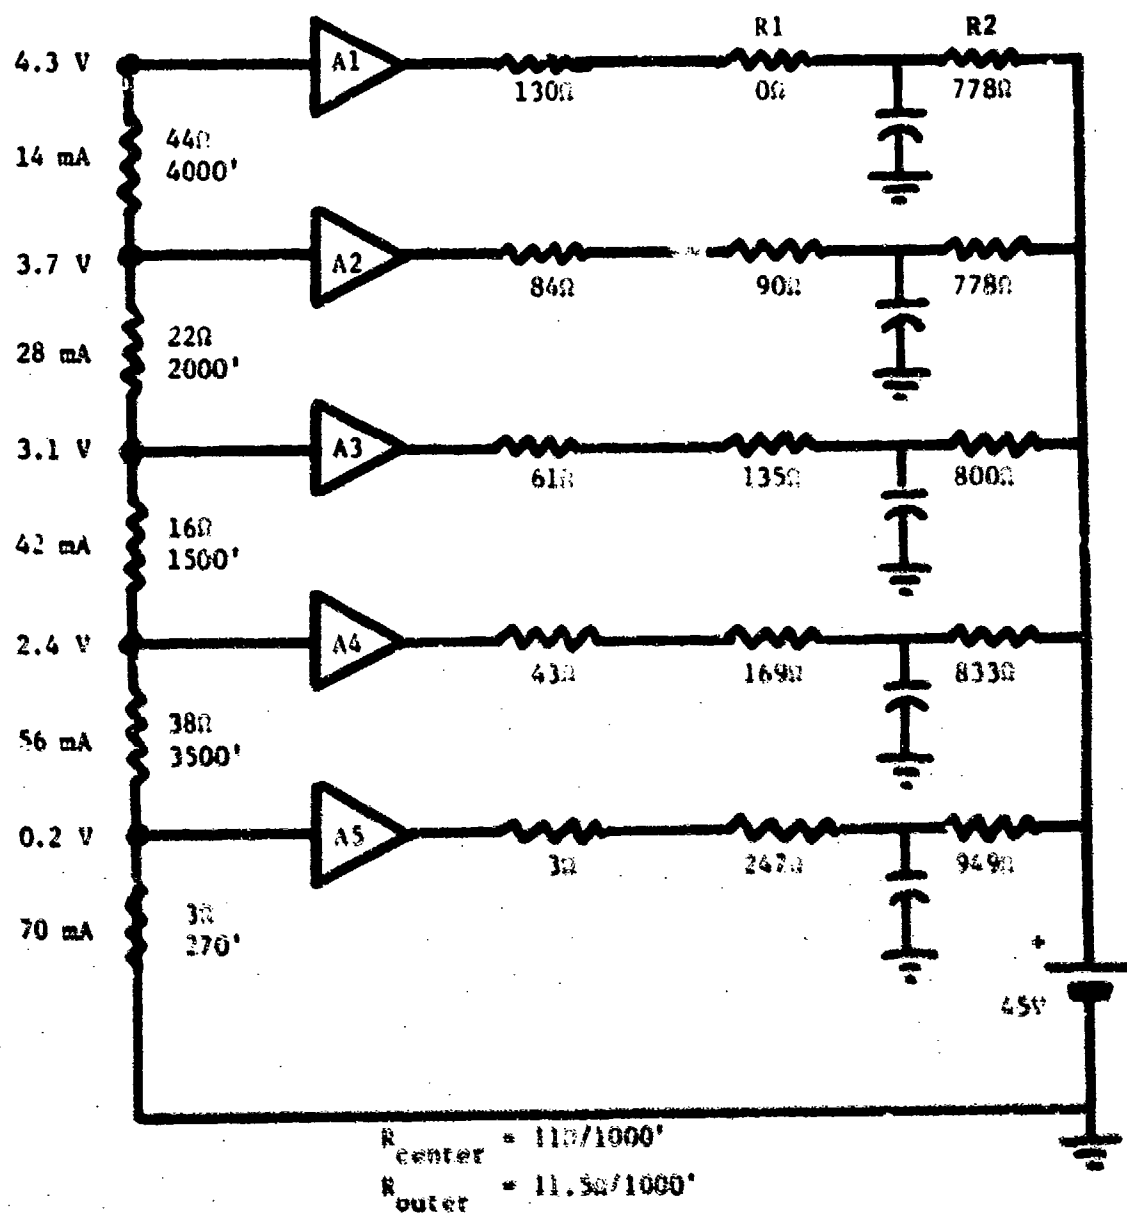 R1 R2
4.3 V A1
130Ω 0Ω 778Ω
14 mA 44Ω
4000'
3.7 V A2
84Ω 90Ω 778Ω
28 mA 22Ω
2000'
3.1 V A3
61Ω 135Ω 800Ω
42 mA 16Ω
1500'
2.4 V A4
43Ω 169Ω 833Ω
56 mA 38Ω
3500'
0.2 V A5
3Ω 247Ω 949Ω
70 mA 3Ω
270'
+
45V
R center = 11Ω/1000'
R outer = 11.5Ω/1000'